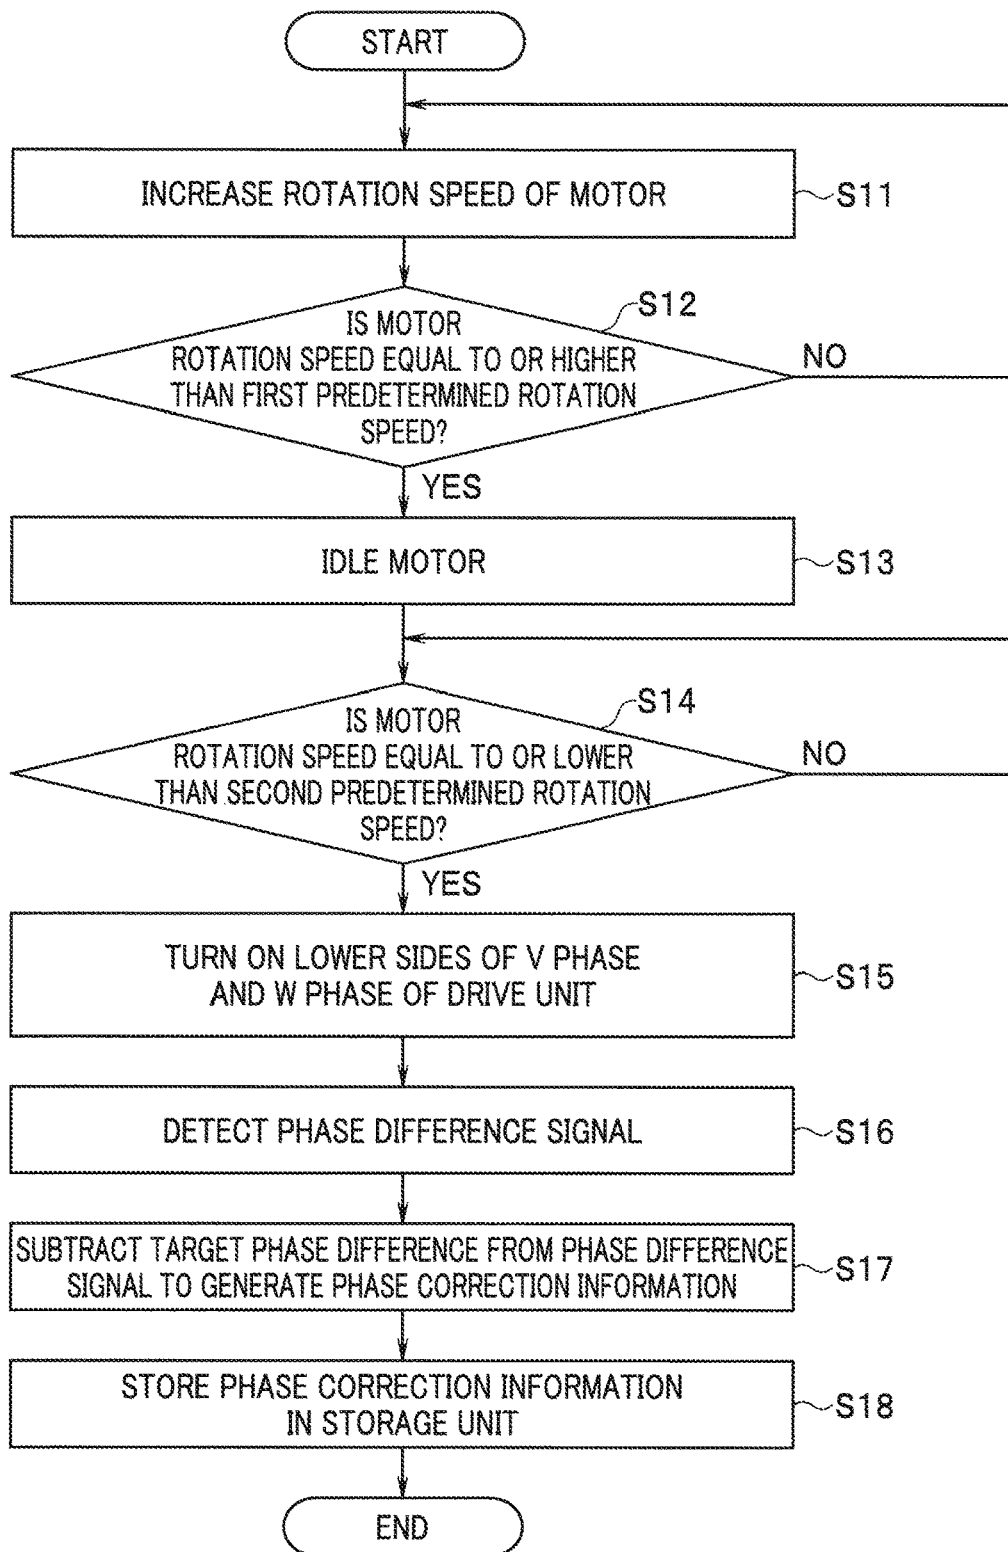 START
INCREASE ROTATION SPEED OF MOTOR
S11
S12
IS MOTOR
ROTATION SPEED EQUAL TO OR HIGHER
THAN FIRST PREDETERMINED ROTATION
SPEED?
NO
YES
IDLE MOTOR
S13
S14
IS MOTOR
ROTATION SPEED EQUAL TO OR LOWER
THAN SECOND PREDETERMINED ROTATION
SPEED?
NO
YES
TURN ON LOWER SIDES OF V PHASE
AND W PHASE OF DRIVE UNIT
S15
DETECT PHASE DIFFERENCE SIGNAL
S16
SUBTRACT TARGET PHASE DIFFERENCE FROM PHASE DIFFERENCE
SIGNAL TO GENERATE PHASE CORRECTION INFORMATION
S17
STORE PHASE CORRECTION INFORMATION
IN STORAGE UNIT
S18
END